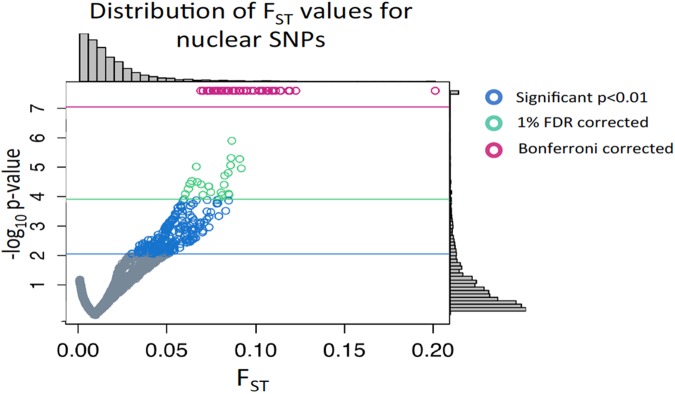 Distribution of FST values for
nuclear SNPs
-log10 p-value
7
6
5
4
3
2
1
0.00 0.05 0.10 0.15 0.20
FST
Significant p<0.01
1% FDR corrected
Bonferroni corrected